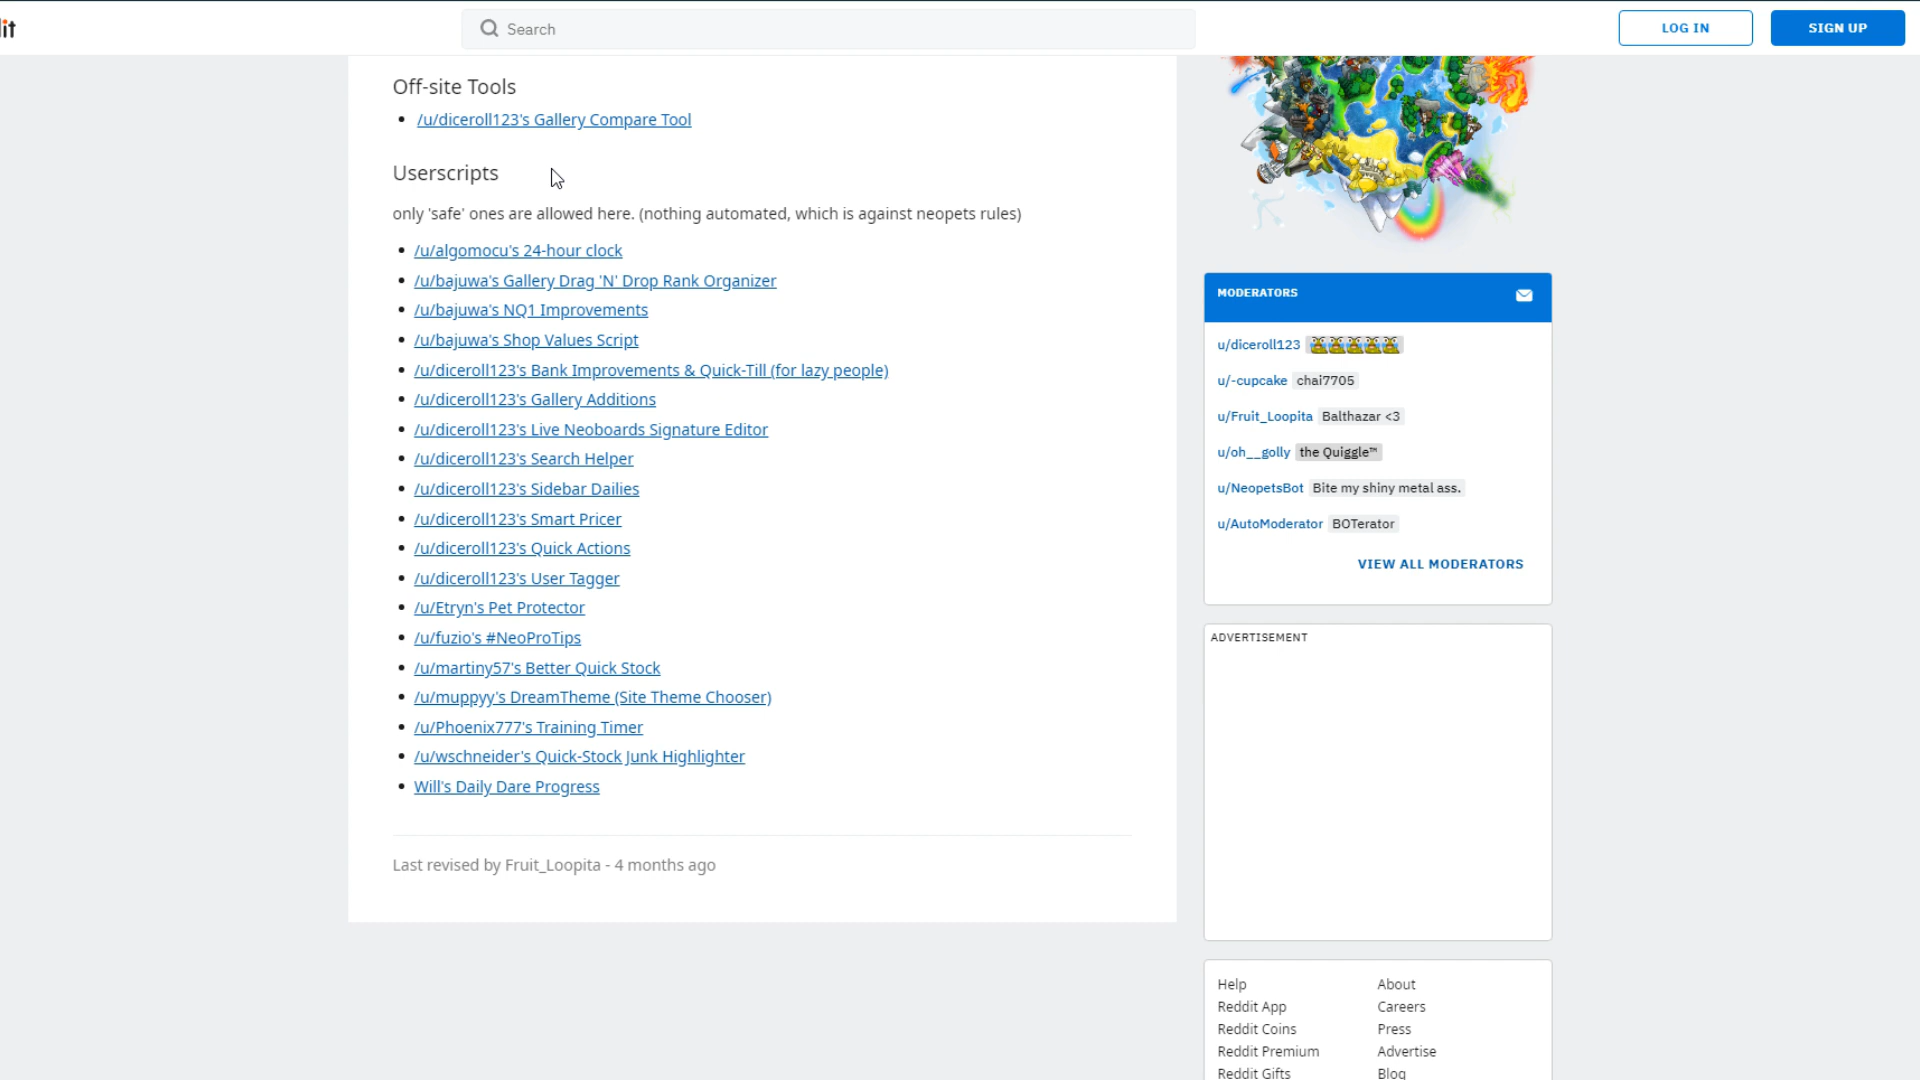 it
Search
LOG IN
SIGN UP
Off-site Tools
/u/diceroll123's Gallery Compare Tool
Userscripts
only 'safe' ones are allowed here. (nothing automated, which is against neopets rules)
/u/algomocu's 24-hour clock
/u/bajuwa's Gallery Drag 'N' Drop Rank Organizer
/u/bajuwa's NQ1 Improvements
/u/bajuwa's Shop Values Script
/u/diceroll123's Bank Improvements & Quick-Till (for lazy people)
/u/diceroll123's Gallery Additions
/u/diceroll123's Live Neoboards Signature Editor
/u/diceroll123's Search Helper
/u/diceroll123's Sidebar Dailies
/u/diceroll123's Smart Pricer
/u/diceroll123's Quick Actions
/u/diceroll123's User Tagger
/u/Etryn's Pet Protector
/u/fuzio's #NeoProTips
/u/martiny57's Better Quick Stock
/u/muppyy's DreamTheme (Site Theme Chooser)
/u/Phoenix777's Training Timer
/u/wschneider's Quick-Stock Junk Highlighter
Will's Daily Dare Progress
Last revised by Fruit_Loopita - 4 months ago
MODERATORS
u/diceroll123
u/-cupcake chai7705
u/Fruit_Loopita Balthazar <3
u/oh__golly the Quiggle™
u/NeopetsBot Bite my shiny metal ass.
u/AutoModerator BOTerator
VIEW ALL MODERATORS
ADVERTISEMENT
Help
Reddit App
Reddit Coins
Reddit Premium
Reddit Gifts
About
Careers
Press
Advertise
Blog